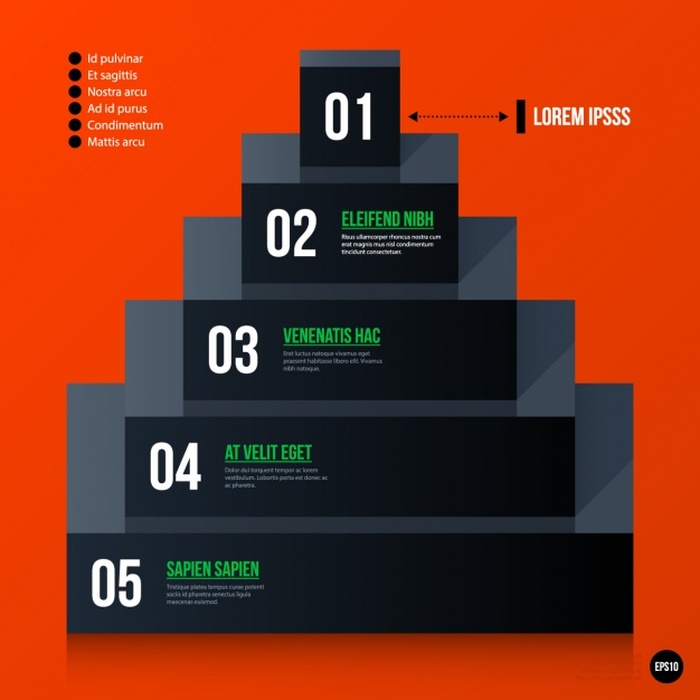 Id pulvinar
Et sagittis
Nostra arcu
Ad id purus
Condimentum
Mattis arcu
01
LOREM IPSSS
02
ELEIFEND NIBH
Risus ullamcorper rhoncus nostra cum
erat magnis mus nisl condimentum
tincidunt consectetuer.
03
VENENATIS HAC
Erat luctus natoque vivamus eget
praesent habitasse libero elit. Vivamus
nibh natoque.
04
AT VELIT EGET
Dolor dui torquent tempor ac lorem
vestibulum. Lobortis porta est donec ac
ac pharetra.
05
SAPIEN SAPIEN
Tristique platea tempus curae potenti
sociis id pharetra senectus ligula
maecenas euismod.
EPS10